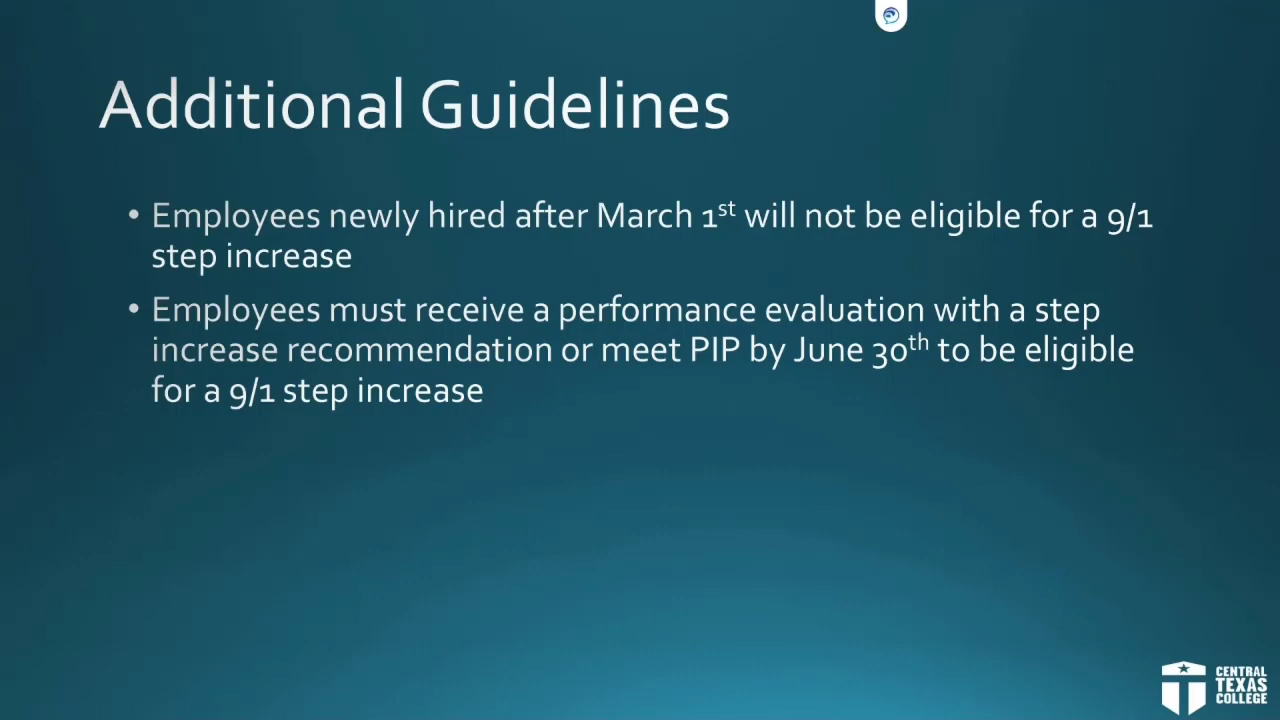 Additional Guidelines
• Employees newly hired after March 1st will not be eligible for a 9/1
step increase
• Employees must receive a performance evaluation with a step
increase recommendation or meet PIP by June 30th to be eligible
for a 9/1 step increase
CENTRAL
TEXAS
COLLEGE